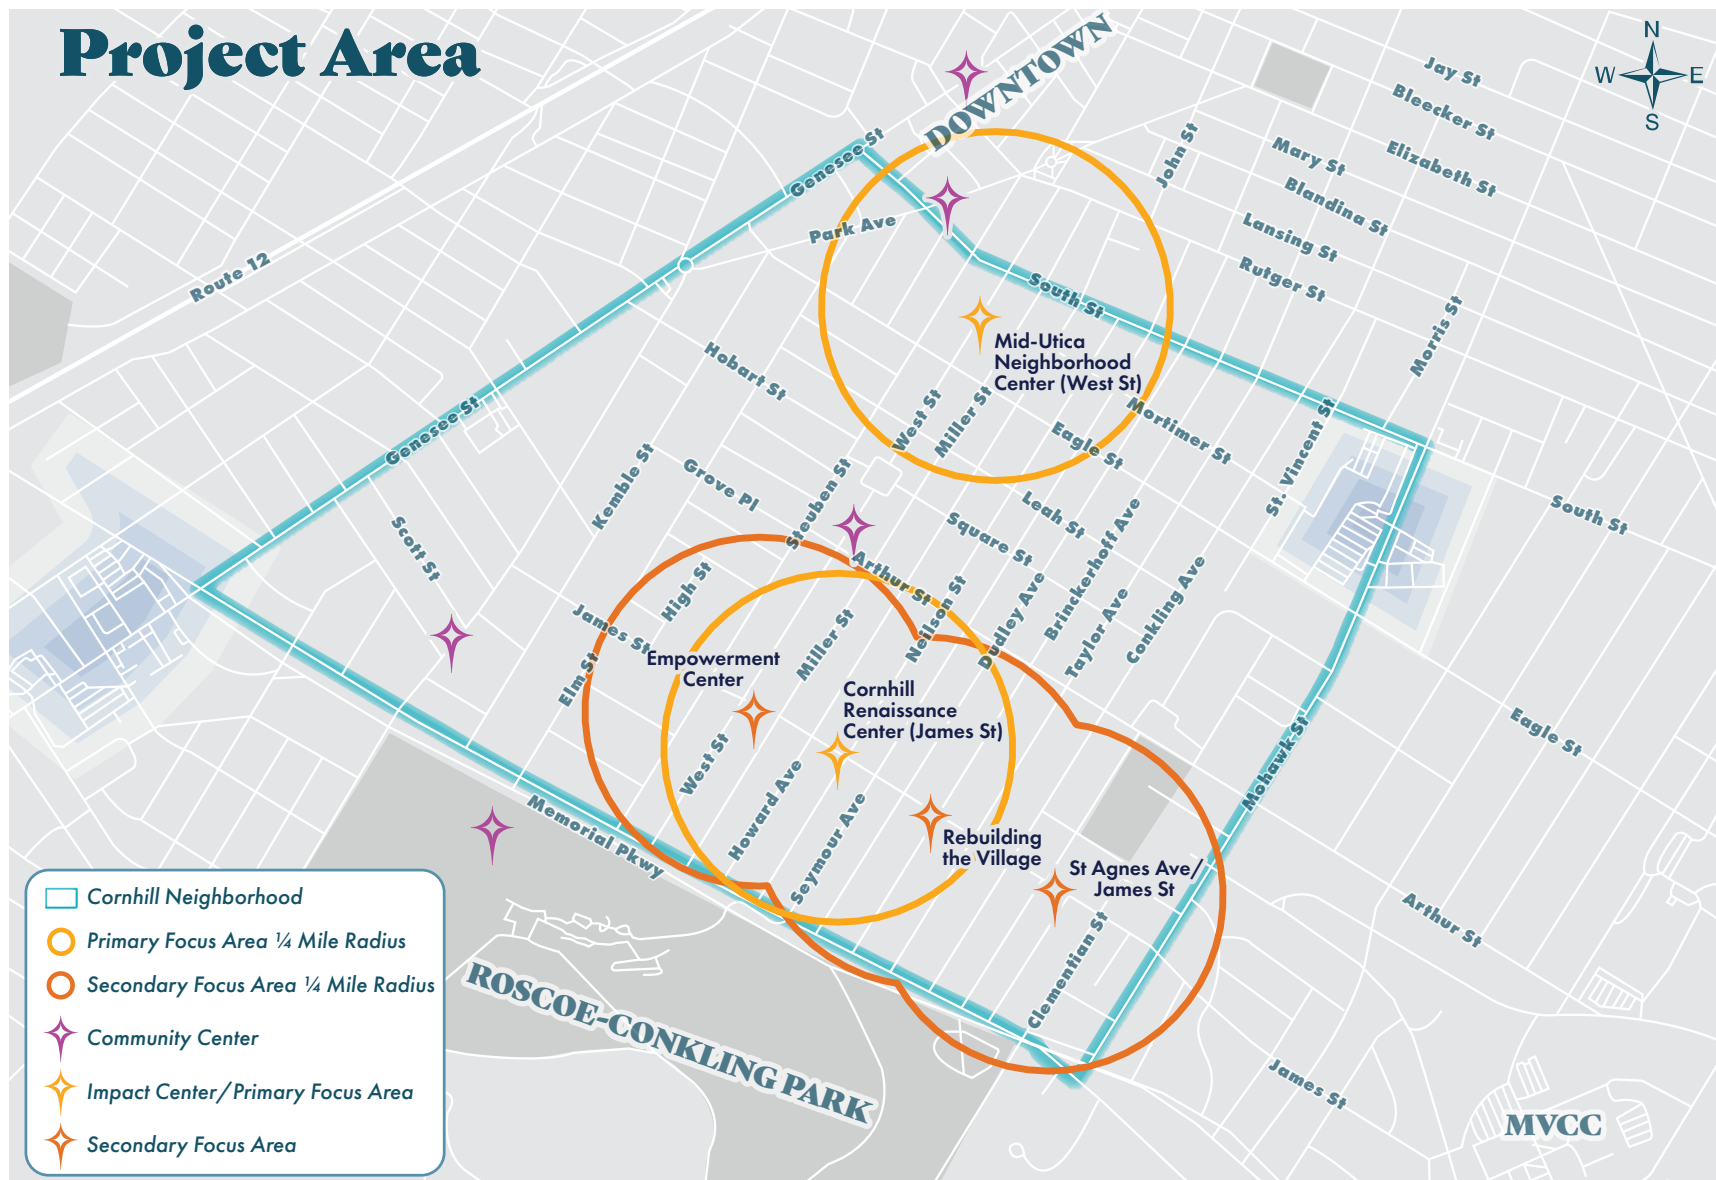 Project Area
N
W
E
S
DOWNTOWN
Jay St
Bleecker St
Elizabeth St
Mary St
Blandina St
Lansing St
Rutger St
John St
Morris St
Genesee St
Park Ave
Route 12
South St
Mid-Utica
Neighborhood
Center (West St)
Hobart St
West St
Miller St
Mortimer St
Eagle St
St. Vincent St
Genesee St
Kemble St
Grove Pl
Steuben St
Leah St
Square St
Brinckerhoff Ave
South St
Scott St
Arthur St
High St
Neilson St
Dudley Ave
Taylor Ave
Conkling Ave
James St
Elm St
Miller St
Empowerment
Center
Cornhill
Renaissance
Center (James St)
West St
Howard Ave
Seymour Ave
Mohawk St
Eagle St
Memorial Pkwy
Rebuilding
the Village
St Agnes Ave/
James St
Clementian St
Arthur St
James St
ROSCOE-CONKLING PARK
MVCC
Cornhill Neighborhood
Primary Focus Area ¼ Mile Radius
Secondary Focus Area ¼ Mile Radius
Community Center
Impact Center/Primary Focus Area
Secondary Focus Area